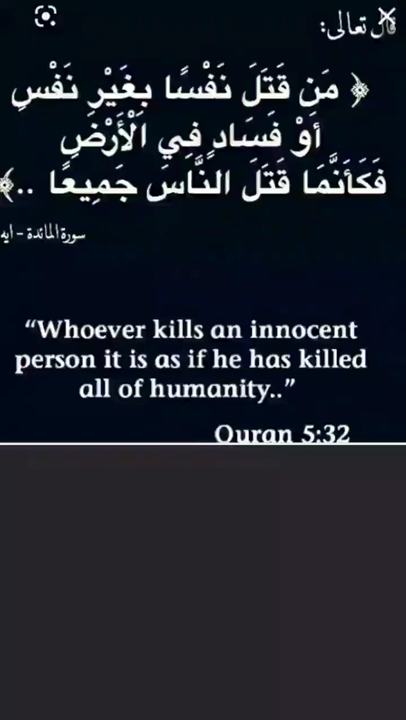 قال تعالى:
﴿ مَن قَتَلَ نَفْسًا بِغَيْرِ نَفْسٍ
أَوْ فَسَادٍ فِي الْأَرْضِ
فَكَأَنَّمَا قَتَلَ النَّاسَ جَمِيعًا ..﴾
سورة المائدة - ايه
“Whoever kills an innocent
person it is as if he has killed
all of humanity..”
Quran 5:32